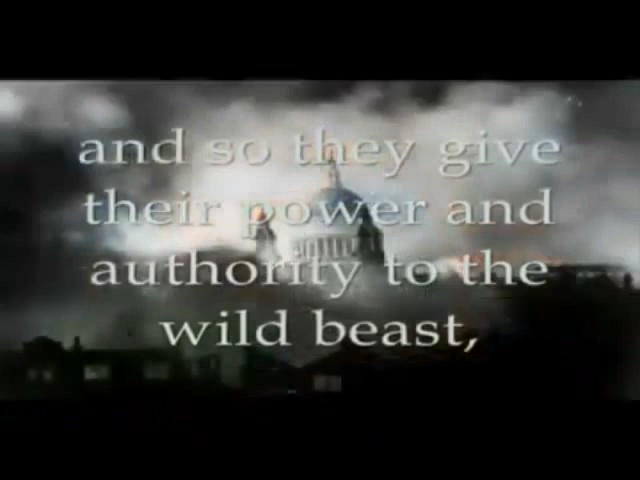 and so they give
their power and
authority to the
wild beast,